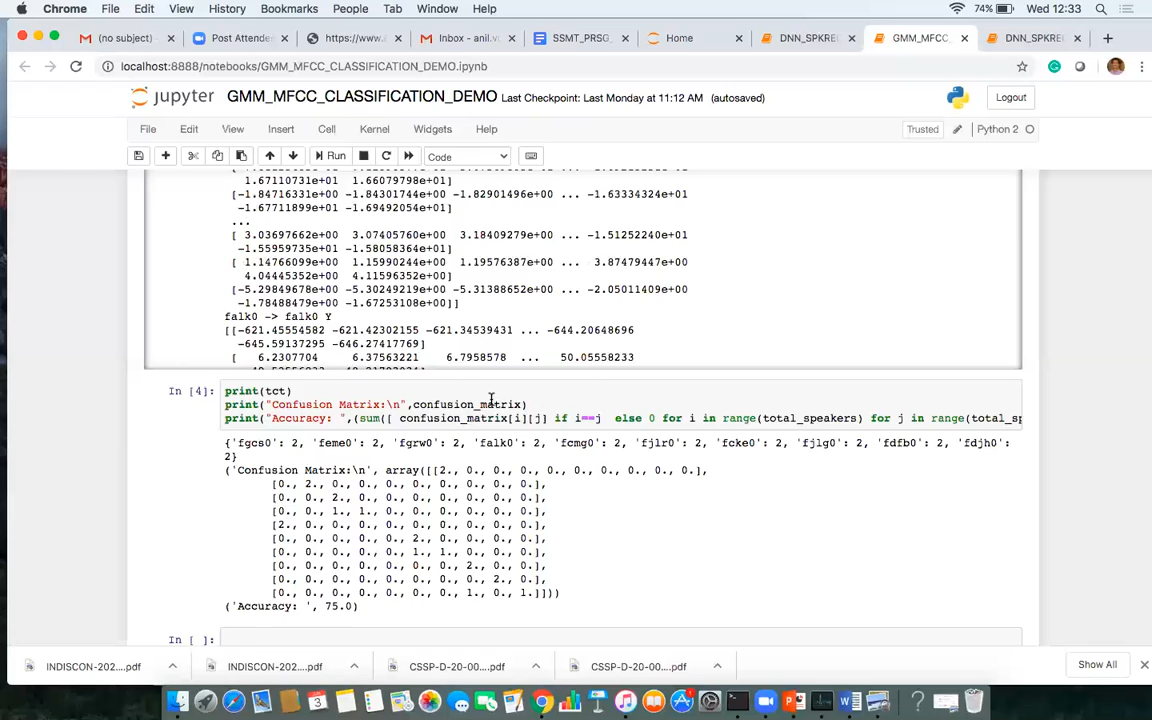 Chrome File Edit View History Bookmarks People Tab Window Help 74% Wed 12:33
(no subject) - Post Attende https://www. Inbox - anil.v SSMT_PRSG_ Home DNN_SPKRE GMM_MFCC_ DNN_SPKRE
localhost:8888/notebooks/GMM_MFCC_CLASSIFICATION_DEMO.ipynb
jupyter GMM_MFCC_CLASSIFICATION_DEMO Last Checkpoint: Last Monday at 11:12 AM (autosaved) Logout
File Edit View Insert Cell Kernel Widgets Help Trusted Python 2
Run Code
1.67110731e+01 1.66079798e+01]
[-1.84716331e+01 -1.84301744e+01 -1.82901496e+01 ... -1.63334324e+01
-1.67711899e+01 -1.69492054e+01]
...
[ 3.03697662e+00 3.07405760e+00 3.18409279e+00 ... -1.51252240e+01
-1.55959735e+01 -1.58058364e+01]
[ 1.14766099e+00 1.15990244e+00 1.19576387e+00 ... 3.87479447e+00
4.04445352e+00 4.11596352e+00]
[-5.29849678e+00 -5.30249219e+00 -5.31388652e+00 ... -2.05011409e+00
-1.78488479e+00 -1.67253108e+00]]
falk0 -> falk0 Y
[[-621.45554582 -621.42302155 -621.34539431 ... -644.20648696
-645.59137295 -646.27417769]
[ 6.2307704 6.37563221 6.7958578 ... 50.05558233
In [4]: print(tct)
print("Confusion Matrix:\n",confusion_matrix)
print("Accuracy: ",(sum([ confusion_matrix[i][j] if i==j else 0 for i in range(total_speakers) for j in range(total_sp
{'fgcs0': 2, 'feme0': 2, 'fgrw0': 2, 'falk0': 2, 'fcmg0': 2, 'fjlr0': 2, 'fcke0': 2, 'fjlg0': 2, 'fdfb0': 2, 'fdjh0':
2}
('Confusion Matrix:\n', array([[2., 0., 0., 0., 0., 0., 0., 0., 0., 0.],
[0., 2., 0., 0., 0., 0., 0., 0., 0., 0.],
[0., 0., 2., 0., 0., 0., 0., 0., 0., 0.],
[0., 0., 1., 1., 0., 0., 0., 0., 0., 0.],
[2., 0., 0., 0., 0., 0., 0., 0., 0., 0.],
[0., 0., 0., 0., 0., 2., 0., 0., 0., 0.],
[0., 0., 0., 0., 0., 1., 1., 0., 0., 0.],
[0., 0., 0., 0., 0., 0., 0., 2., 0., 0.],
[0., 0., 0., 0., 0., 0., 0., 0., 2., 0.],
[0., 0., 0., 0., 0., 0., 0., 1., 0., 1.]]))
('Accuracy: ', 75.0)
In [ ]:
INDISCON-202....pdf INDISCON-202....pdf CSSP-D-20-00....pdf CSSP-D-20-00....pdf Show All